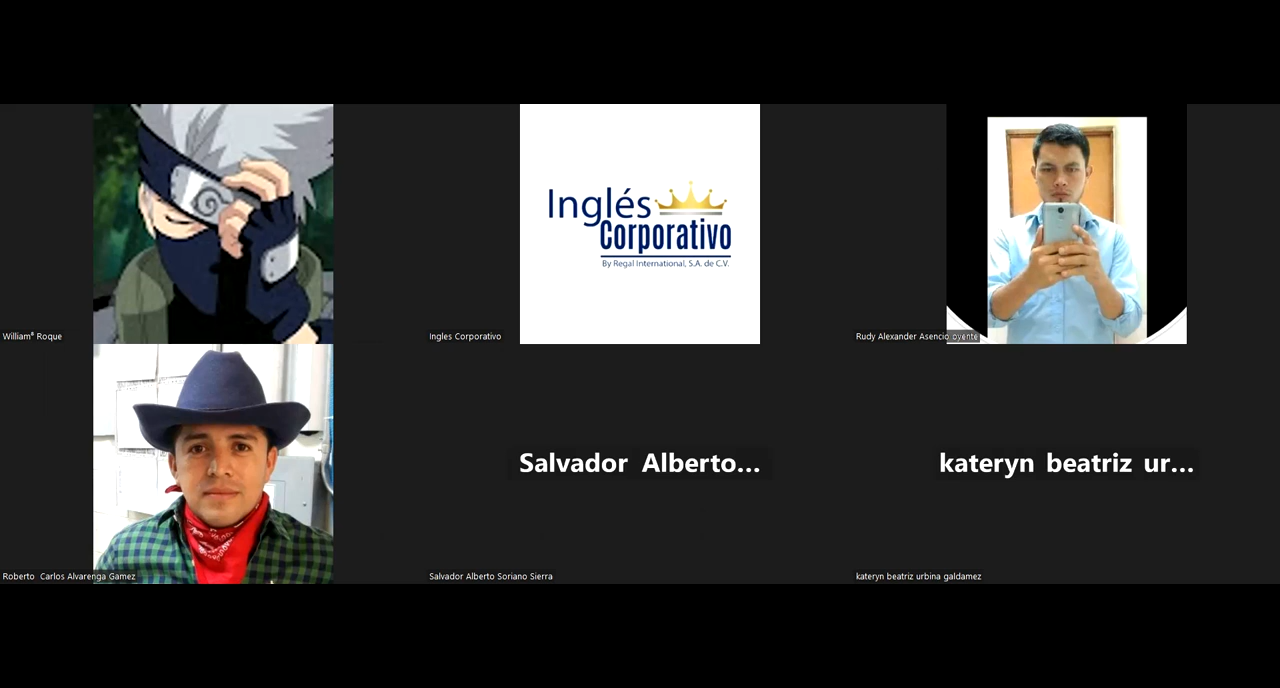 Inglés
Corporativo
By Regal International, S.A. de C.V.
William® Roque
Ingles Corporativo
Rudy Alexander Asencio oyente
Salvador Alberto...
kateryn beatriz ur...
Roberto Carlos Alvarenga Gamez
Salvador Alberto Soriano Sierra
kateryn beatriz urbina galdamez